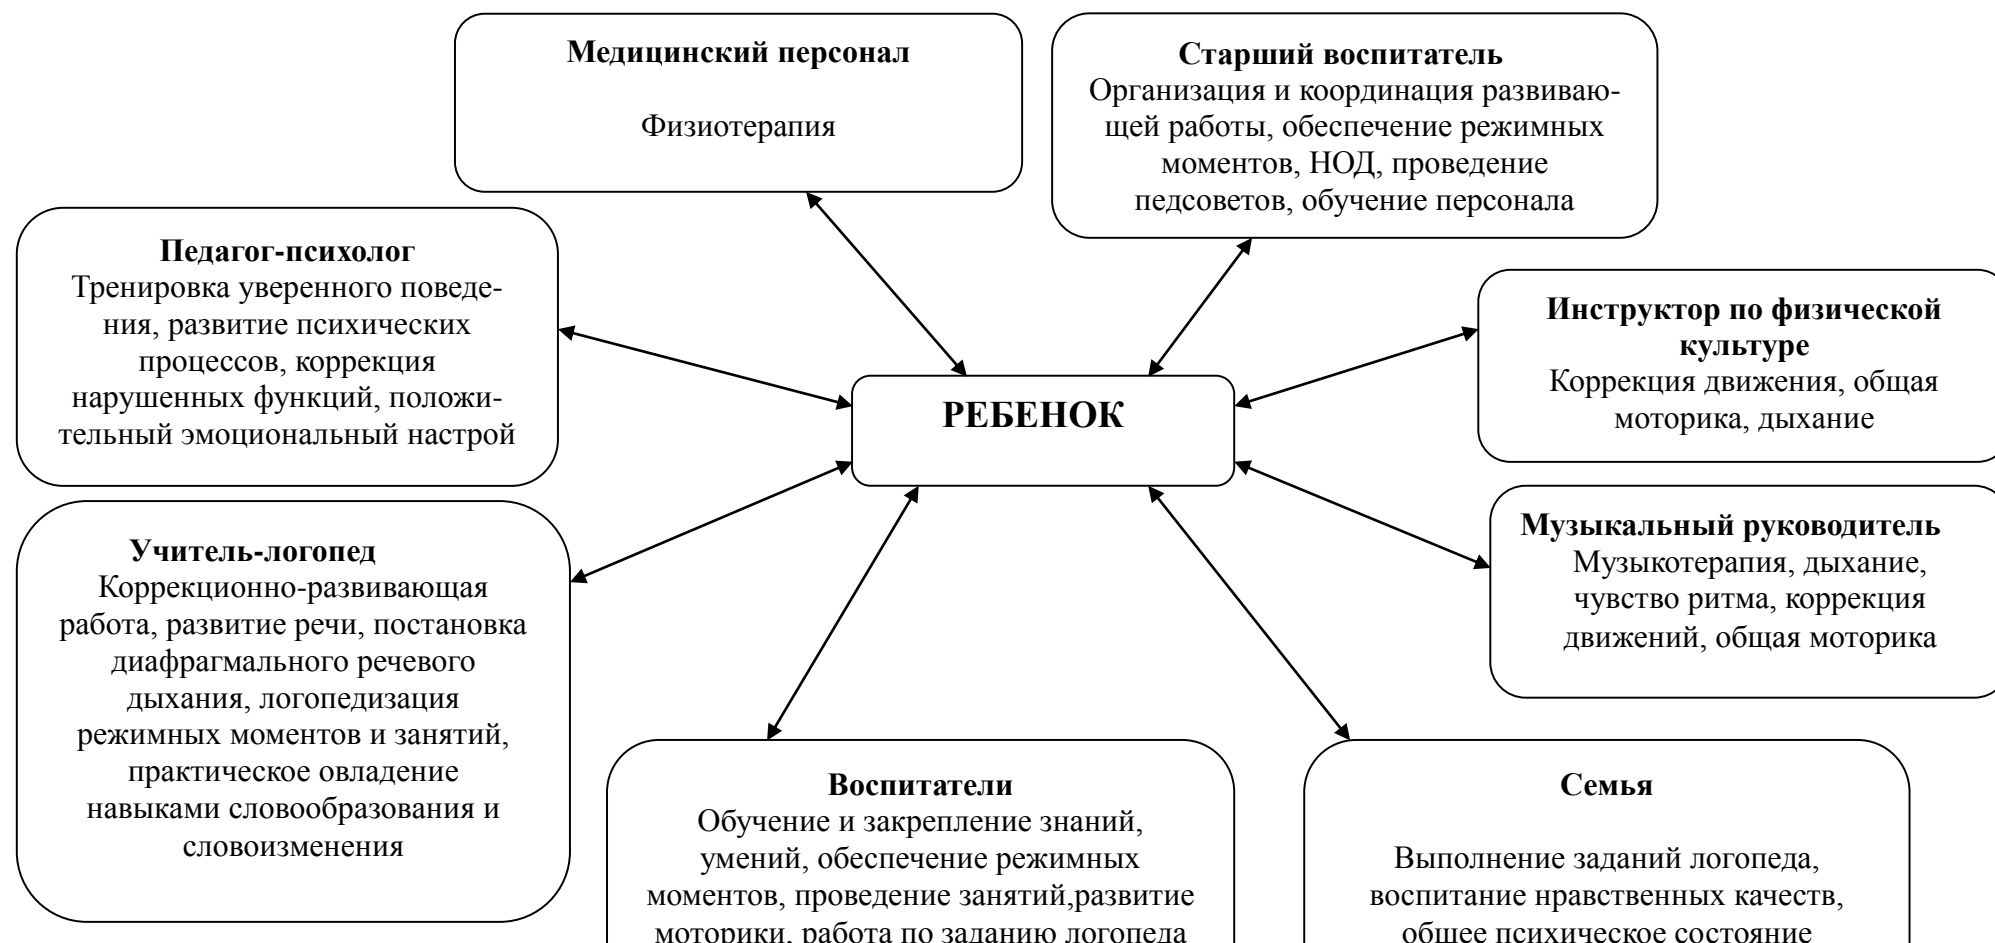 Медицинский персонал
Физиотерапия
Старший воспитатель
Организация и координация развиваю-
щей работы, обеспечение режимных
моментов, НОД, проведение
педсоветов, обучение персонала
Педагог-психолог
Тренировка уверенного поведе-
ния, развитие психических
процессов, коррекция
нарушенных функций, положи-
тельный эмоциональный настрой
Инструктор по физической
культуре
Коррекция движения, общая
моторика, дыхание
РЕБЕНОК
Учитель-логопед
Коррекционно-развивающая
работа, развитие речи, постановка
диафрагмального речевого
дыхания, логопедизация
режимных моментов и занятий,
практическое овладение
навыками словообразования и
словоизменения
Музыкальный руководитель
Музыкотерапия, дыхание,
чувство ритма, коррекция
движений, общая моторика
Воспитатели
Обучение и закрепление знаний,
умений, обеспечение режимных
моментов, проведение занятий,развитие
моторики, работа по заданию логопеда
Семья
Выполнение заданий логопеда,
воспитание нравственных качеств,
общее психическое состояние